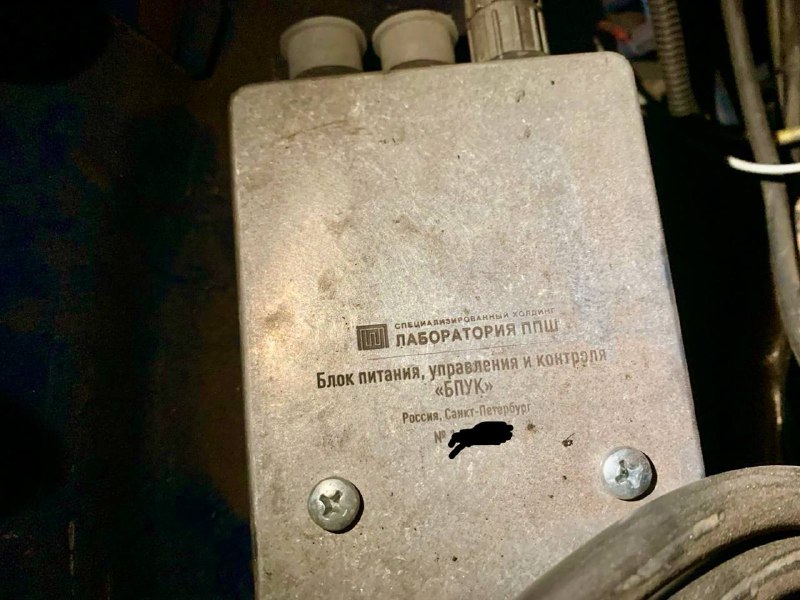 СПЕЦИАЛИЗИРОВАННЫЙ ХОЛДИНГ
ЛАБОРАТОРИЯ ППШ
Блок питания, управления и контроля
«БПУК»
Россия, Санкт-Петербург
№